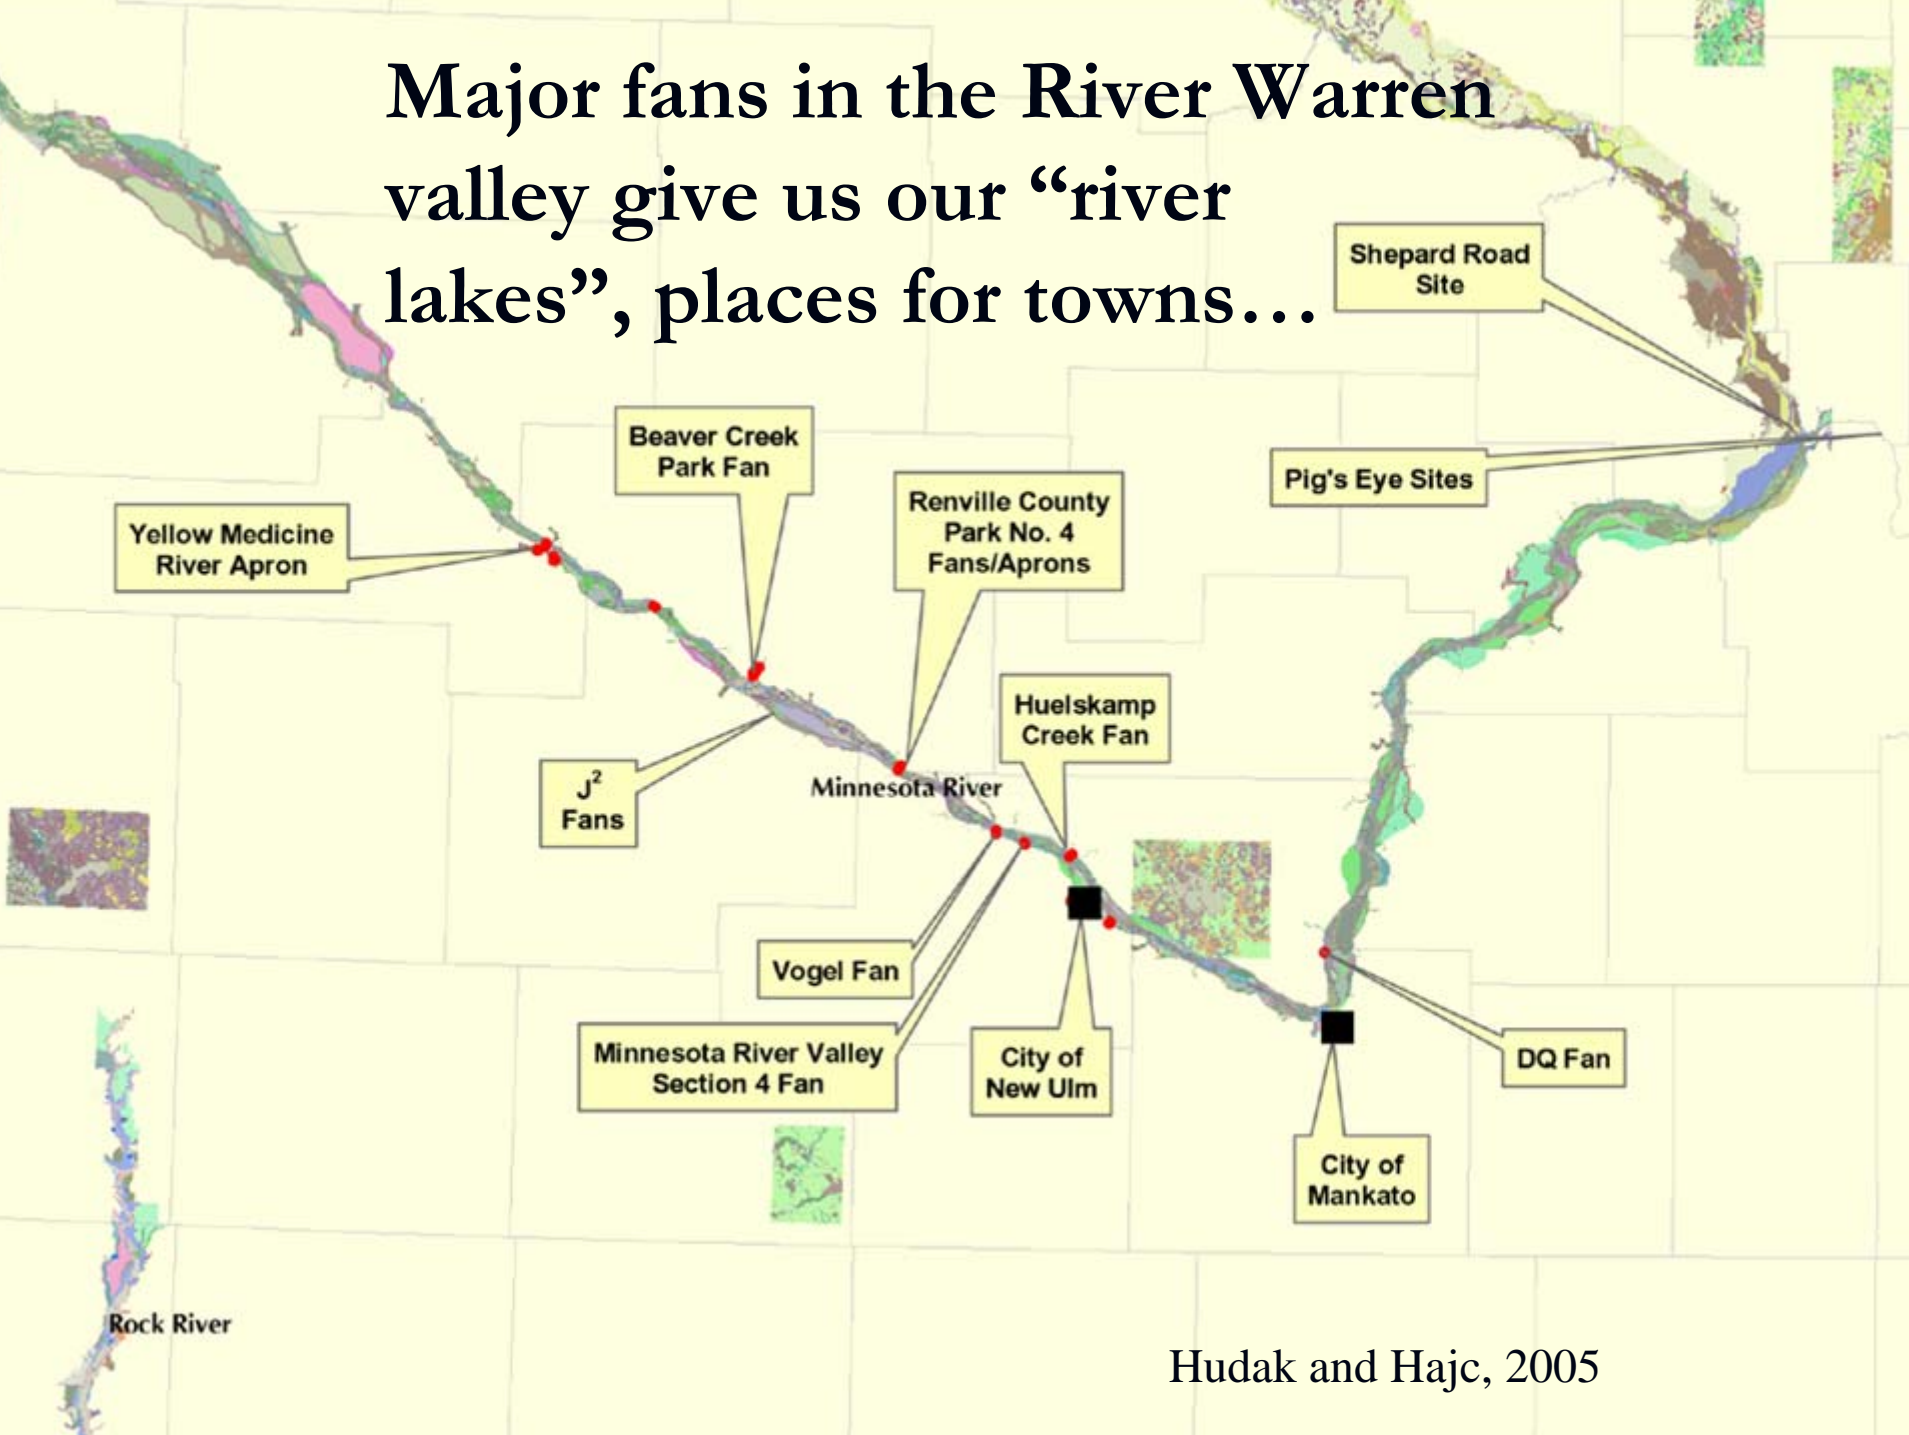 Major fans in the River Warren
valley give us our “river
lakes”, places for towns…
Shepard Road
Site
Beaver Creek
Park Fan
Pig's Eye Sites
Renville County
Park No. 4
Fans/Aprons
Yellow Medicine
River Apron
Huelskamp
Creek Fan
J²
Fans
Minnesota River
Vogel Fan
Minnesota River Valley
Section 4 Fan
City of
New Ulm
DQ Fan
City of
Mankato
Rock River
Hudak and Hajc, 2005